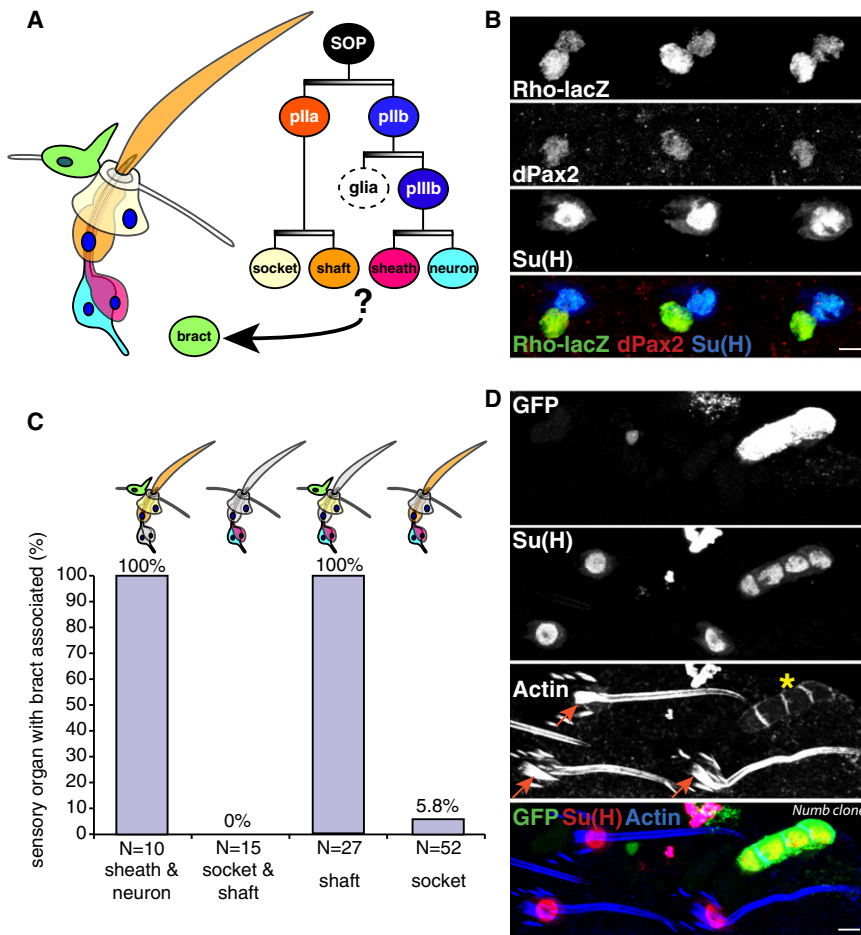 A
SOP
pIIa
pIIb
glia
pIIIb
socket
shaft
sheath
neuron
?
bract
B
Rho-lacZ
dPax2
Su(H)
Rho-lacZ dPax2 Su(H)
C
sensory organ with bract associated (%)
100
90
80
70
60
50
40
30
20
10
0
100%
0%
100%
5.8%
N=10
sheath &
neuron
N=15
socket &
shaft
N=27
shaft
N=52
socket
D
GFP
Su(H)
Actin
*
GFP Su(H) Actin
Numb clone